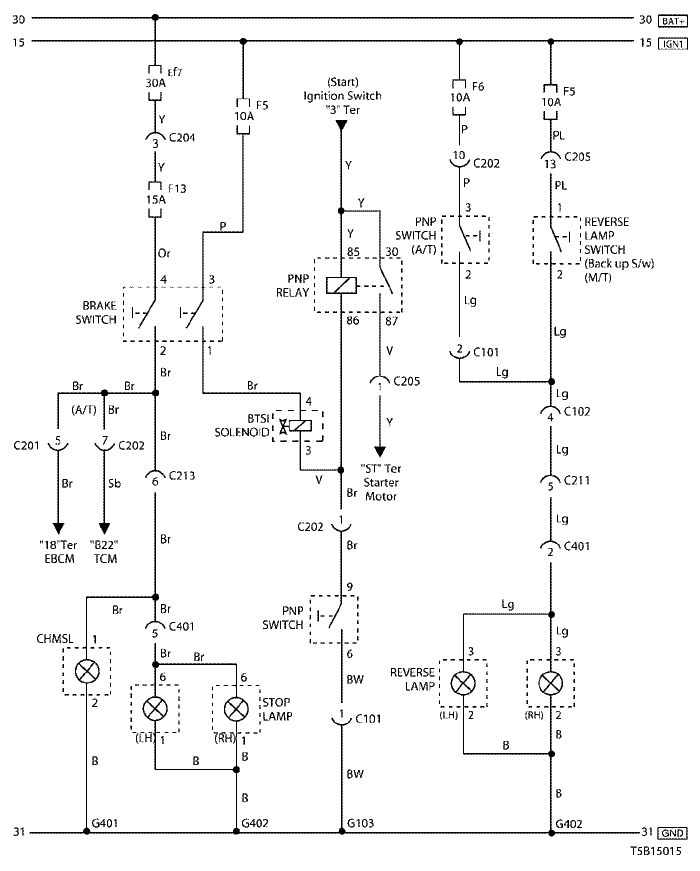 30
30 BAT+
15
15 IGN1
Ef7
30A
F5
10A
(Start)
Ignition Switch
"3" Ter
F6
10A
F5
10A
Y
3 C204
Y
F13
15A
P
Or
Y
Y
Y
P
10
C202
P
PL
C205
13
PL
3
PNP
SWITCH
(A/T)
2
1
REVERSE
LAMP
SWITCH
(Back up S/w)
(M/T)
2
4
3
BRAKE
SWITCH
2
1
85
30
PNP
RELAY
86
87
Lg
2
C101
Lg
Lg
Br
Br
Br
(A/T)
Br
Br
Br
V
1
C205
Y
4
BTSI
SOLENOID
3
V
"ST" Ter
Starter
Motor
Lg
4
C102
Lg
5
C211
Lg
2
C401
C201
5
7
C202
Br
Sb
6
C213
"18"Ter
EBCM
"B22"
TCM
Br
Br
1
C202
Br
Br
Br
5
C401
Br
Br
9
PNP
SWITCH
6
BW
1
C101
BW
Lg
Lg
CHMSL
1
2
B
6
6
STOP
LAMP
(LH)
1
(RH)
1
B
B
B
3
3
REVERSE
LAMP
(LH)
2
(RH)
2
B
B
B
31
G401
G402
G103
G402
31 GND
T5B15015